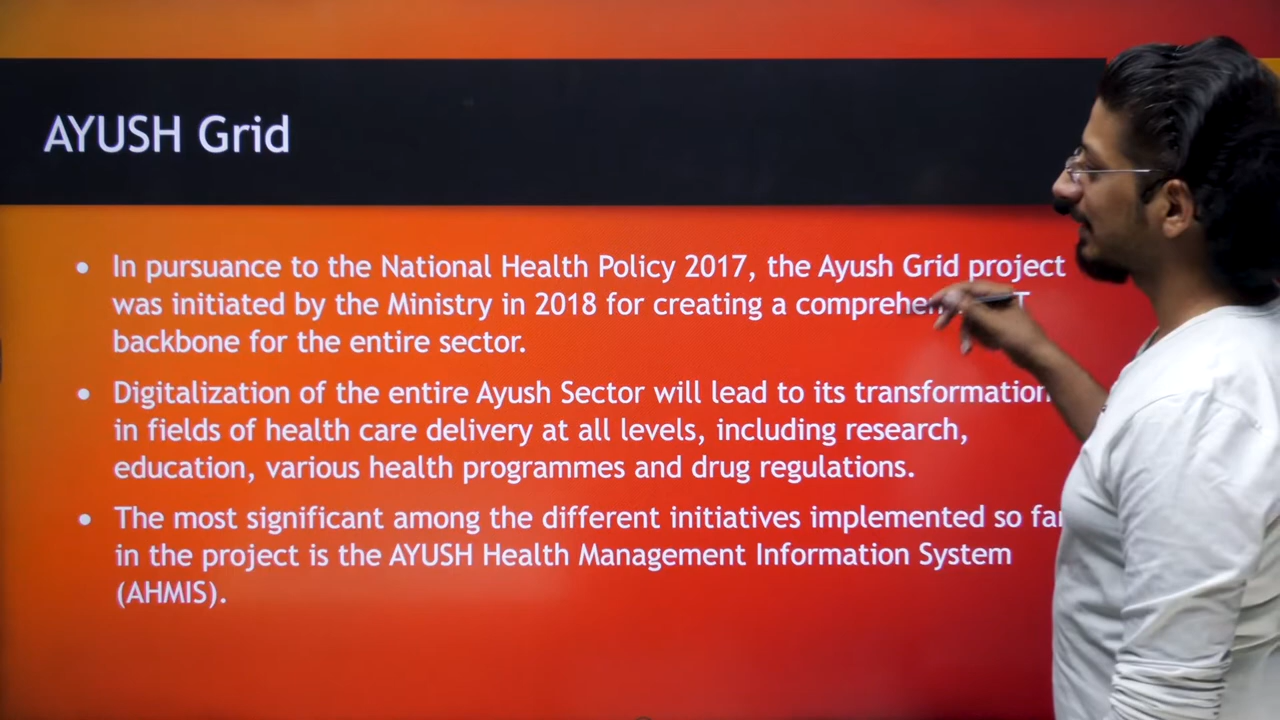 AYUSH Grid
• In pursuance to the National Health Policy 2017, the Ayush Grid project
was initiated by the Ministry in 2018 for creating a
backbone for the entire sector.
• Digitalization of the entire Ayush Sector will lead to its transformation
in fields of health care delivery at all levels, including research,
education, various health programmes and drug regulations.
• The most significant among the different initiatives implemented so far
in the project is the AYUSH Health Management Information System
(AHMIS).